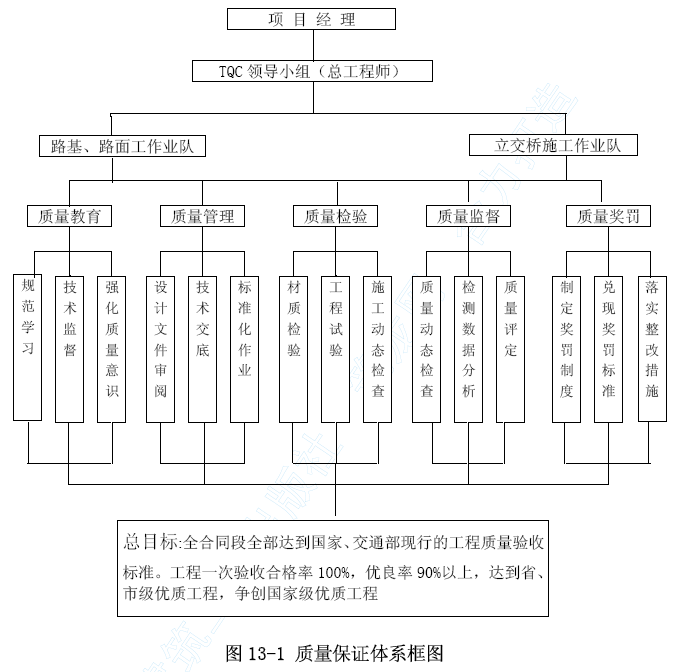 项目经理
TQC 领导小组（总工程师）
路基、路面工作业队
立交桥施工作业队
质量教育
质量管理
质量检验
质量监督
质量奖罚
规范学习
技术监督
强化质量意识
设计文件审阅
技术交底
标准化作业
材质检验
工程试验
施工动态检查
质量动态检查
检测数据分析
质量评定
制定奖罚制度
兑现奖罚标准
落实整改措施
总目标:全合同段全部达到国家、交通部现行的工程质量验收
标准。工程一次验收合格率 100%，优良率 90%以上，达到省、
市级优质工程，争创国家级优质工程
图 13-1 质量保证体系框图